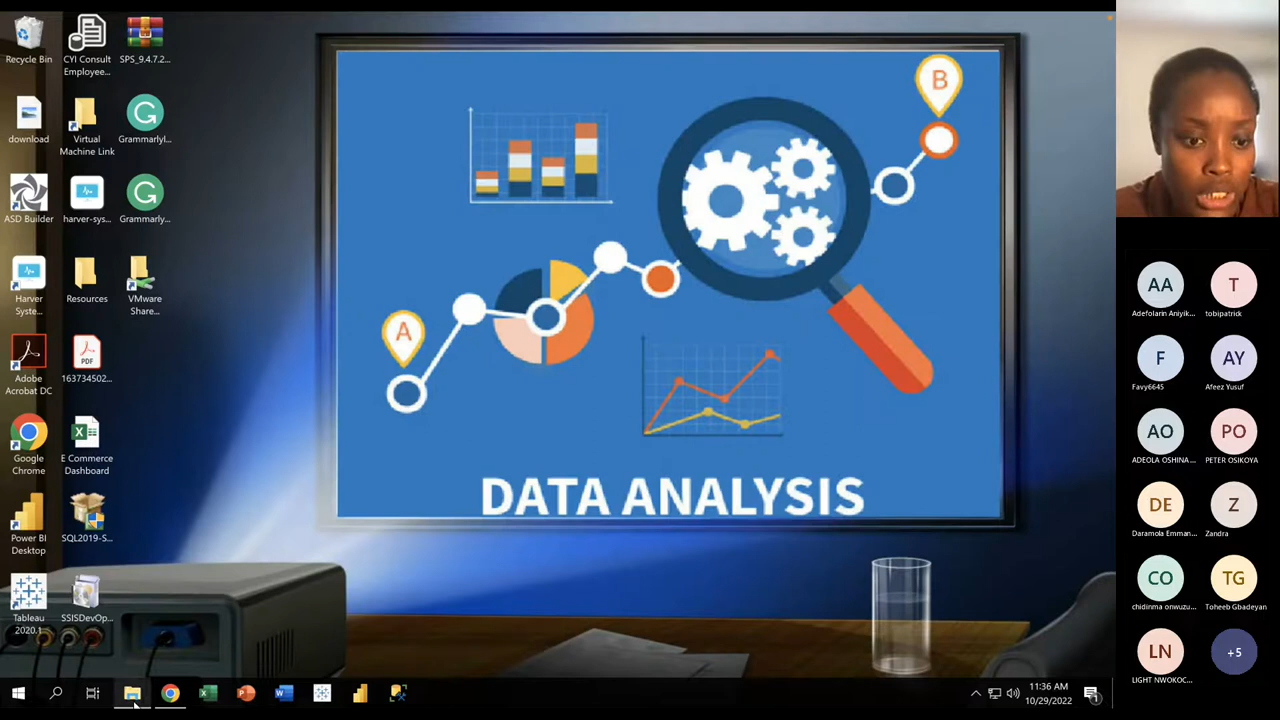 Recycle Bin
CYI Consult
Employee...
SPS_9.4.7.2...
download
Virtual
Machine Link
GrammarlyI...
ASD Builder
harver-sys...
Grammarly...
Harver
Syste...
Resources
VMware
Share...
Adobe
Acrobat DC
PDF
163734502...
Google
Chrome
E Commerce
Dashboard
Power BI
Desktop
SQL2019-S...
Tableau
2020.1
SSISDevOp...
A
B
DATA ANALYSIS
11:36 AM
10/29/2022
1
AA
Adefolarin Aniyik...
T
tobipatrick
F
Favy6645
AY
Afeez Yusuf
AO
ADEOLA OSHINA...
PO
PETER OSIKOYA
DE
Daramola Emman...
Z
Zandra
CO
chidinma onwuzu...
TG
Toheeb Gbadeyan
LN
LIGHT NWOKOC...
+5